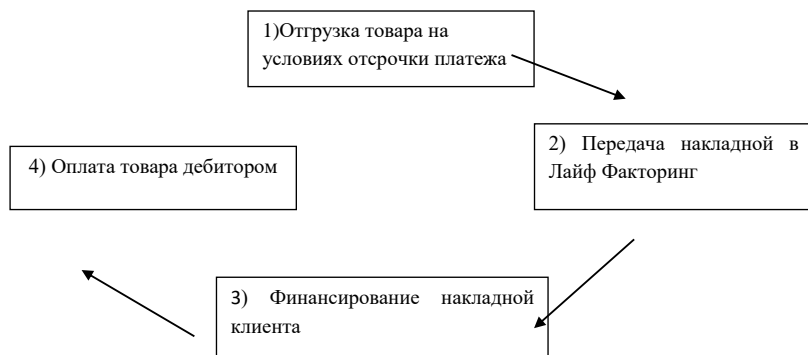 1)Отгрузка товара на
условиях отсрочки платежа
2) Передача накладной в
Лайф Факторинг
3) Финансирование накладной
клиента
4) Оплата товара дебитором